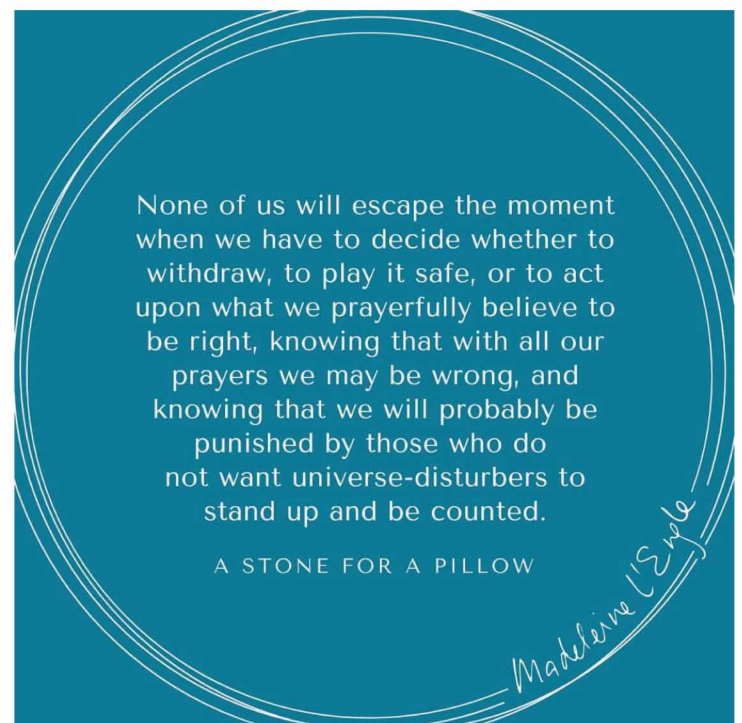 None of us will escape the moment
when we have to decide whether to
withdraw, to play it safe, or to act
upon what we prayerfully believe to
be right, knowing that with all our
prayers we may be wrong, and
knowing that we will probably be
punished by those who do
not want universe-disturbers to
stand up and be counted.
A STONE FOR A PILLOW
Madeleine L'Engle